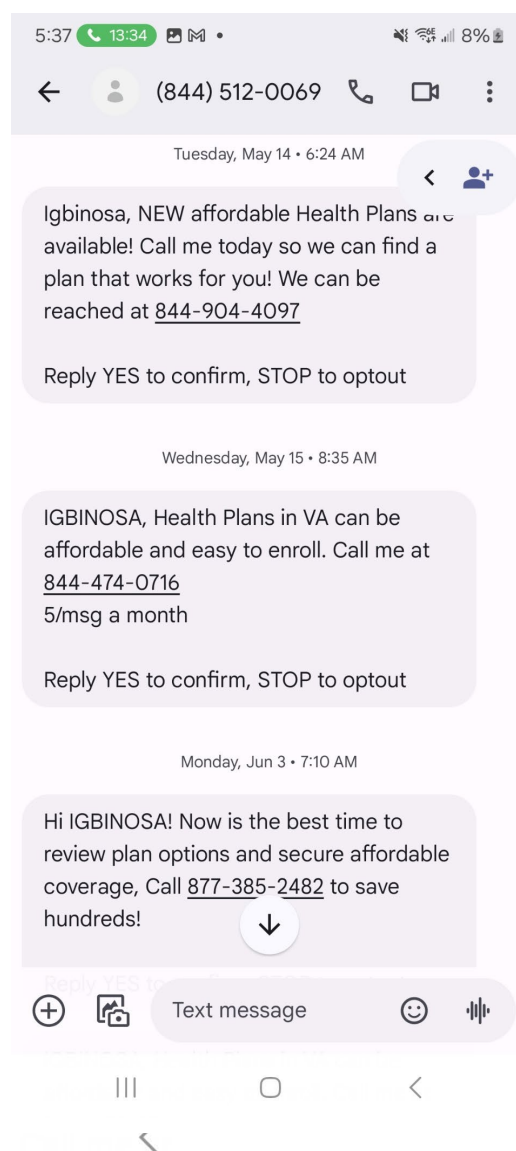 5:37 13:34 8%
(844) 512-0069
Tuesday, May 14 • 6:24 AM
Igbinosa, NEW affordable Health Plans are
available! Call me today so we can find a
plan that works for you! We can be
reached at 844-904-4097
Reply YES to confirm, STOP to optout
Wednesday, May 15 • 8:35 AM
IGBINOSA, Health Plans in VA can be
affordable and easy to enroll. Call me at
844-474-0716
5/msg a month
Reply YES to confirm, STOP to optout
Monday, Jun 3 • 7:10 AM
Hi IGBINOSA! Now is the best time to
review plan options and secure affordable
coverage, Call 877-385-2482 to save
hundreds!
Reply YES to
Text message